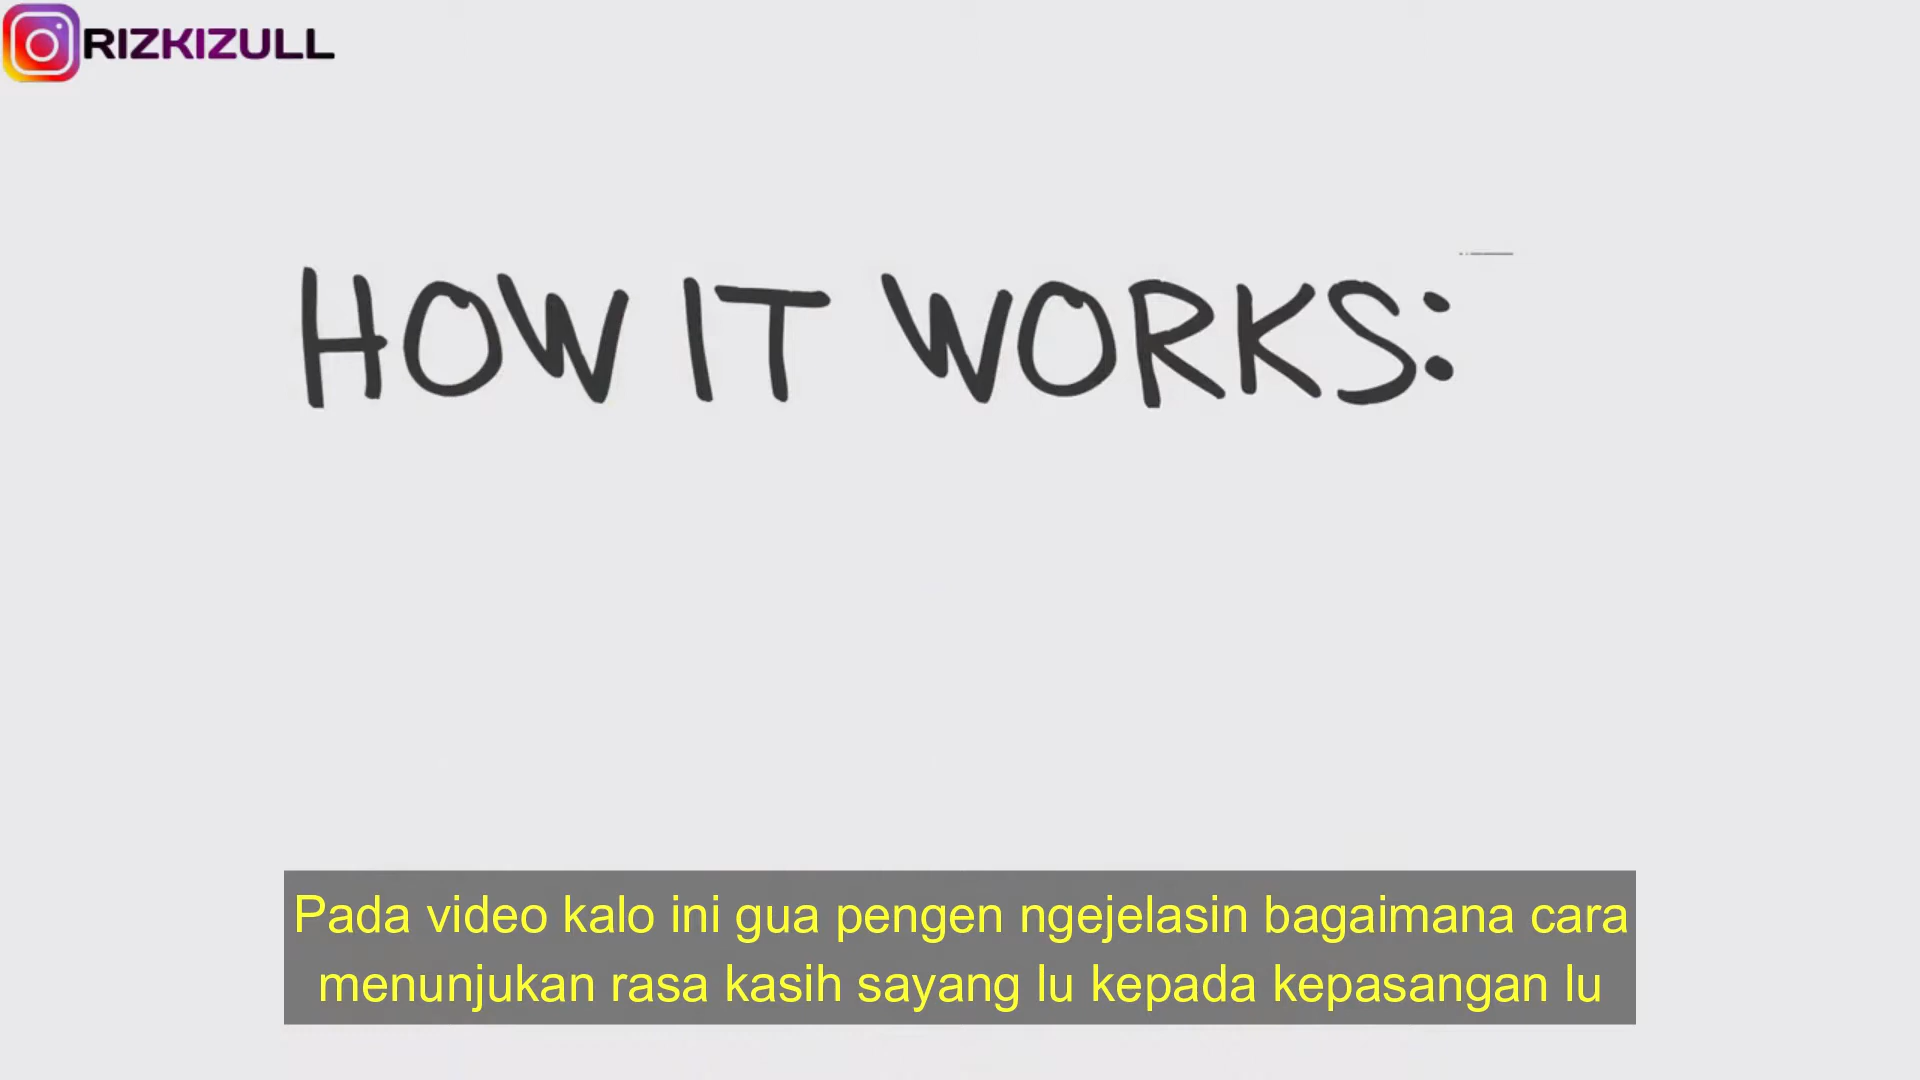 RIZKIZULL
HOW IT WORKS:
Pada video kalo ini gua pengen ngejelasin bagaimana cara
menunjukan rasa kasih sayang lu kepada kepasangan lu